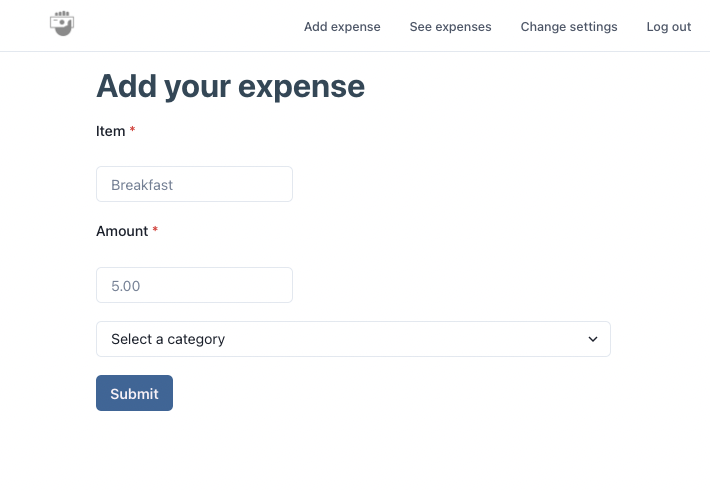 Add expense See expenses Change settings Log out
Add your expense
Item *
Breakfast
Amount *
5.00
Select a category
Submit